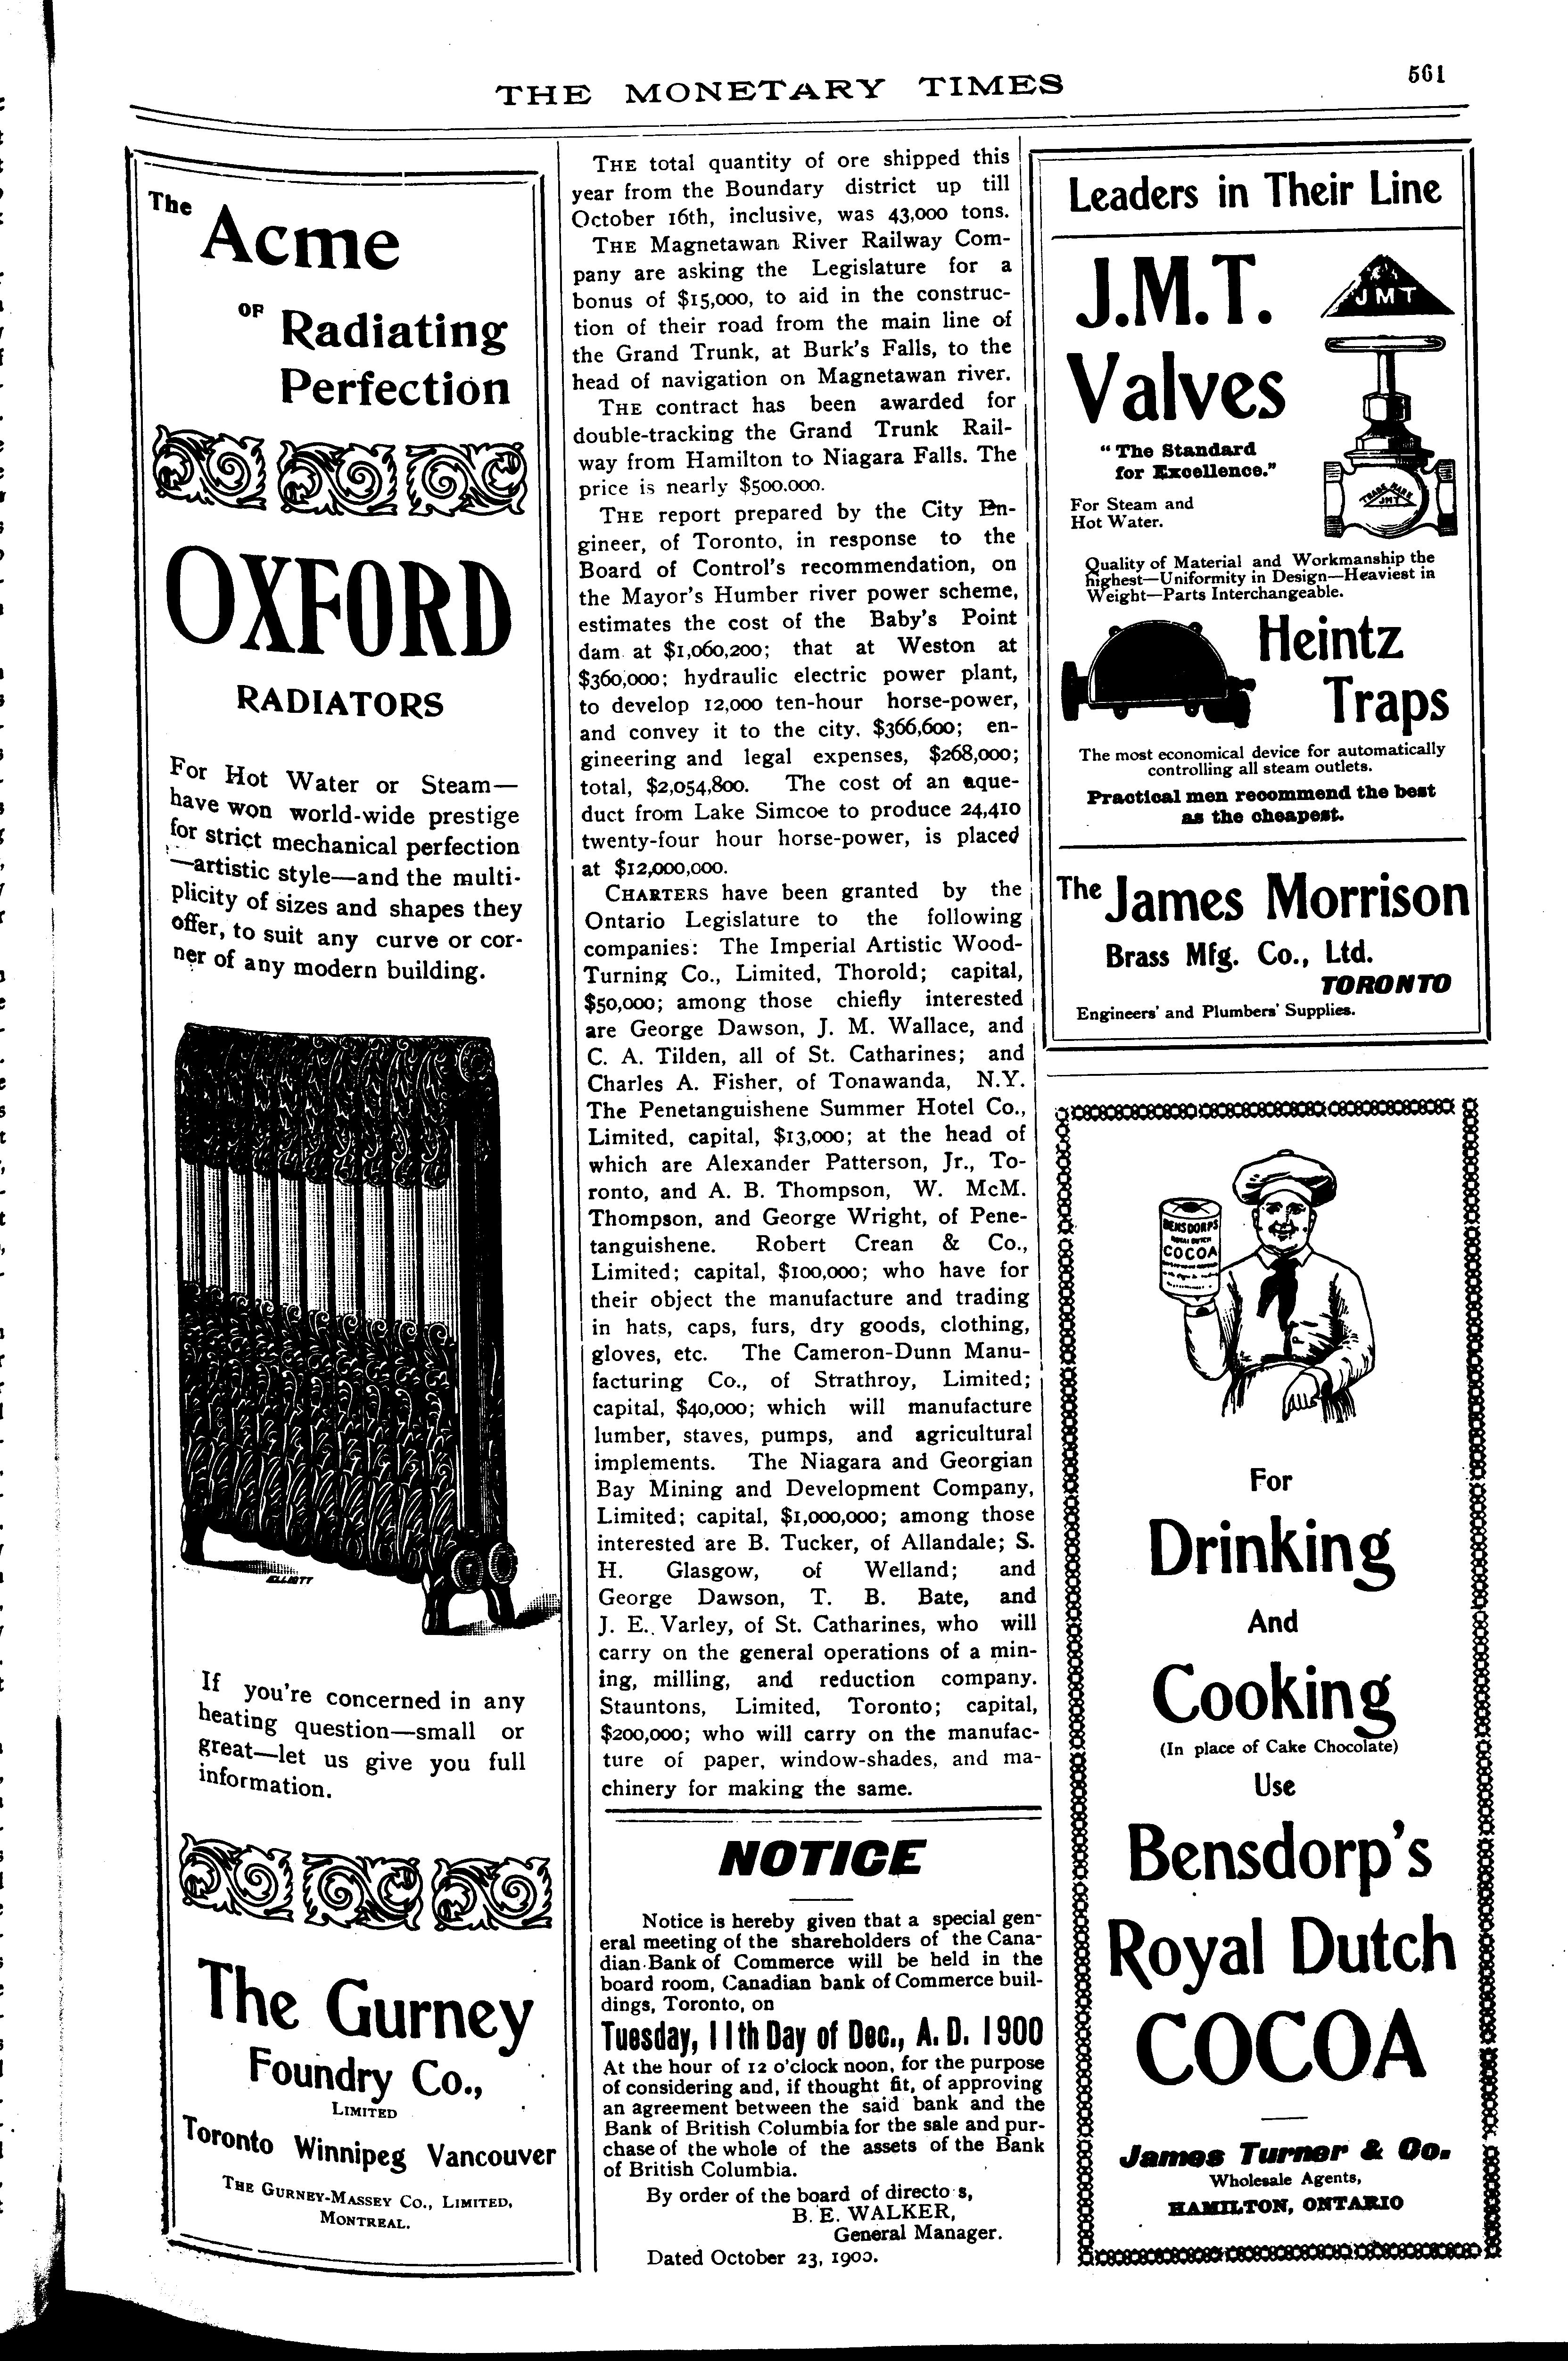 THE MONETARY TIMES
561
The
Acme
OF Radiating
Perfection
OXFORD
RADIATORS
For Hot Water or Steam—
have won world-wide prestige
for strict mechanical perfection
—artistic style—and the multi-
plicity of sizes and shapes they
offer, to suit any curve or cor-
ner of any modern building.
ELLIOTT
If you're concerned in any
heating question—small or
great—let us give you full
information.
The Gurney
Foundry Co.,
LIMITED
Toronto Winnipeg Vancouver
THE GURNEY-MASSEY CO., LIMITED,
MONTREAL.
THE total quantity of ore shipped this
year from the Boundary district up till
October 16th, inclusive, was 43,000 tons.
THE Magnetawan River Railway Com-
pany are asking the Legislature for a
bonus of $15,000, to aid in the construc-
tion of their road from the main line of
the Grand Trunk, at Burk's Falls, to the
head of navigation on Magnetawan river.
THE contract has been awarded for
double-tracking the Grand Trunk Rail-
way from Hamilton to Niagara Falls. The
price is nearly $500.000.
THE report prepared by the City En-
gineer, of Toronto, in response to the
Board of Control's recommendation, on
the Mayor's Humber river power scheme,
estimates the cost of the Baby's Point
dam at $1,060,200; that at Weston at
$360,000; hydraulic electric power plant,
to develop 12,000 ten-hour horse-power,
and convey it to the city, $366,600; en-
gineering and legal expenses, $268,000;
total, $2,054,800. The cost of an aque-
duct from Lake Simcoe to produce 24,410
twenty-four hour horse-power, is placed
at $12,000,000.
CHARTERS have been granted by the
Ontario Legislature to the following
companies: The Imperial Artistic Wood-
Turning Co., Limited, Thorold; capital,
$50,000; among those chiefly interested
are George Dawson, J. M. Wallace, and
C. A. Tilden, all of St. Catharines; and
Charles A. Fisher, of Tonawanda, N.Y.
The Penetanguishene Summer Hotel Co.,
Limited, capital, $13,000; at the head of
which are Alexander Patterson, Jr., To-
ronto, and A. B. Thompson, W. McM.
Thompson, and George Wright, of Pene-
tanguishene. Robert Crean & Co.,
Limited; capital, $100,000; who have for
their object the manufacture and trading
in hats, caps, furs, dry goods, clothing,
gloves, etc. The Cameron-Dunn Manu-
facturing Co., of Strathroy, Limited;
capital, $40,000; which will manufacture
lumber, staves, pumps, and agricultural
implements. The Niagara and Georgian
Bay Mining and Development Company,
Limited; capital, $1,000,000; among those
interested are B. Tucker, of Allandale; S.
H. Glasgow, of Welland; and
George Dawson, T. B. Bate, and
J. E. Varley, of St. Catharines, who will
carry on the general operations of a min-
ing, milling, and reduction company.
Stauntons, Limited, Toronto; capital,
$200,000; who will carry on the manufac-
ture of paper, window-shades, and ma-
chinery for making the same.
NOTICE
Notice is hereby given that a special gen-
eral meeting of the shareholders of the Cana-
dian Bank of Commerce will be held in the
board room, Canadian bank of Commerce buil-
dings, Toronto, on
Tuesday, 11th Day of Dec., A. D. 1900
At the hour of 12 o'clock noon, for the purpose
of considering and, if thought fit, of approving
an agreement between the said bank and the
Bank of British Columbia for the sale and pur-
chase of the whole of the assets of the Bank
of British Columbia.
By order of the board of directo s,
B. E. WALKER,
General Manager.
Dated October 23, 1900.
Leaders in Their Line
J.M.T.
JMT
Valves
"The Standard
for Excellence."
For Steam and
Hot Water.
TRADE MARK
JMT
Quality of Material and Workmanship the
highest—Uniformity in Design—Heaviest in
Weight—Parts Interchangeable.
Heintz
Traps
The most economical device for automatically
controlling all steam outlets.
Practical men recommend the best
as the cheapest.
The James Morrison
Brass Mfg. Co., Ltd.
TORONTO
Engineers' and Plumbers' Supplies.
BENSDORP'S
ROYAL DUTCH
COCOA
For
Drinking
And
Cooking
(In place of Cake Chocolate)
Use
Bensdorp's
Royal Dutch
COCOA
James Turner & Co.
Wholesale Agents,
HAMILTON, ONTARIO